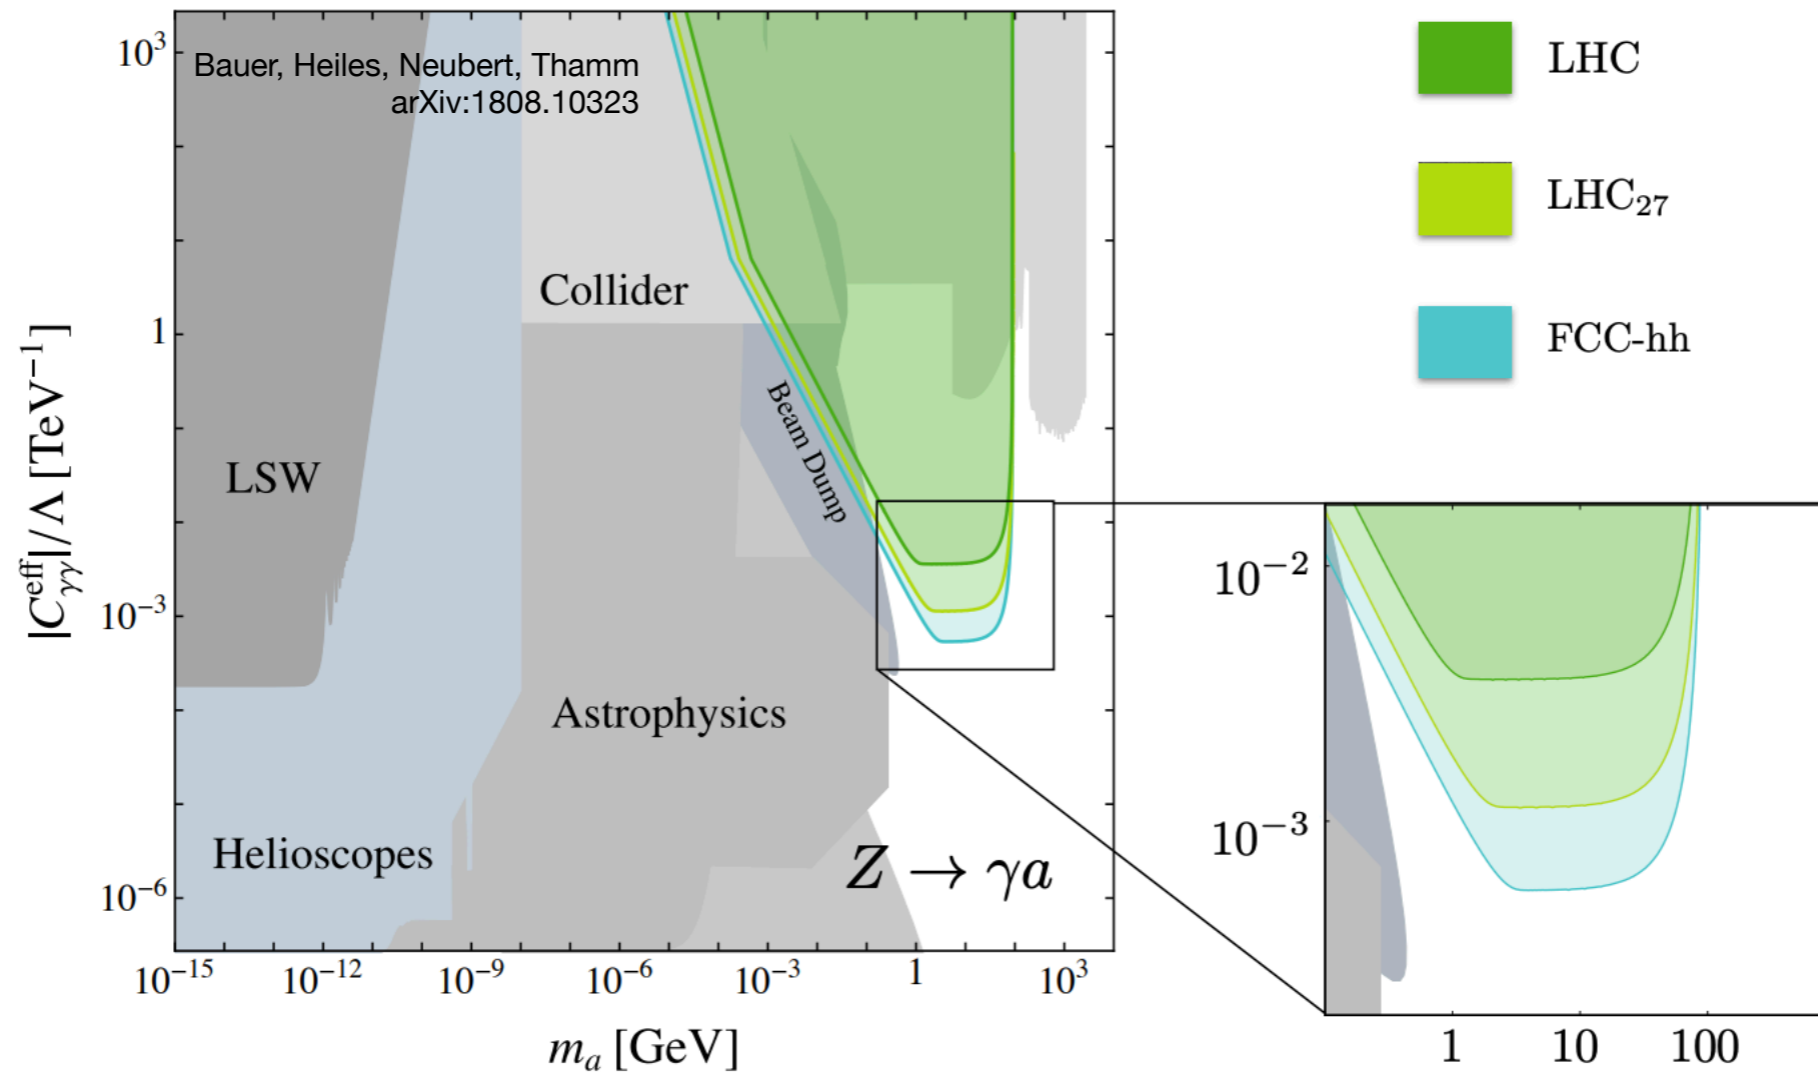 Bauer, Heiles, Neubert, Thamm
arXiv:1808.10323
LHC
LHC₂₇
FCC-hh
|C_γγ^eff|/Λ [TeV⁻¹]
10³
1
10⁻³
10⁻⁶
Collider
Beam Dump
LSW
Astrophysics
Helioscopes
Z → γa
10⁻¹⁵ 10⁻¹² 10⁻⁹ 10⁻⁶ 10⁻³ 1 10³
mₐ [GeV]
10⁻²
10⁻³
1 10 100